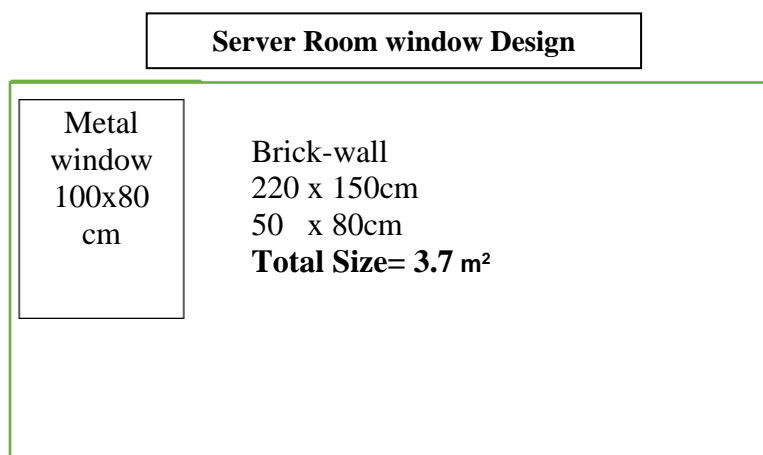 Server Room window Design
Metal
window
100x80
cm
Brick-wall
220 x 150cm
50 x 80cm
Total Size= 3.7 m²